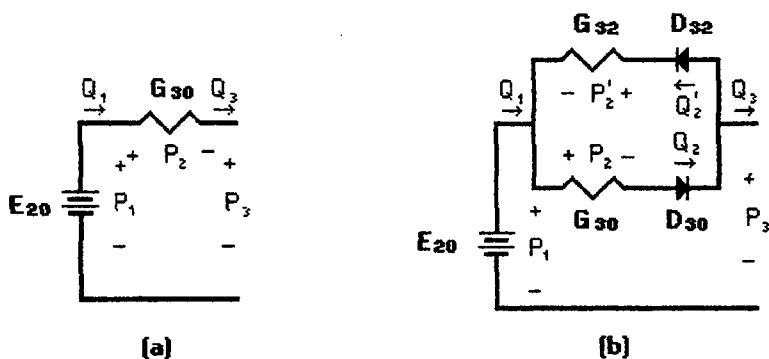 Q₁
G₃₀
Q₃
+
+
P₂
−
+
E₂₀
P₁
P₃
−
−
(a)
G₃₂
D₃₂
Q₁
− P₂' +
Q₂'
Q₃
+ P₂ −
Q₂
G₃₀
D₃₀
+
+
E₂₀
P₁
P₃
−
−
(b)